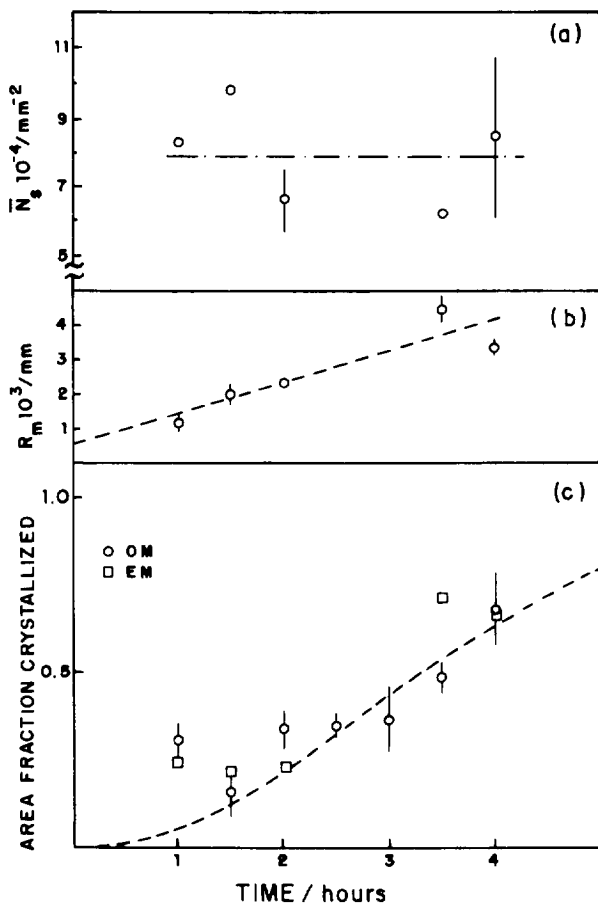 (a)
11
9
7
5
N̅s 10⁻⁴/mm⁻²
(b)
4
3
2
1
Rm 10³/mm
(c)
1.0
0.5
OM
EM
AREA FRACTION CRYSTALLIZED
1 2 3 4
TIME / hours